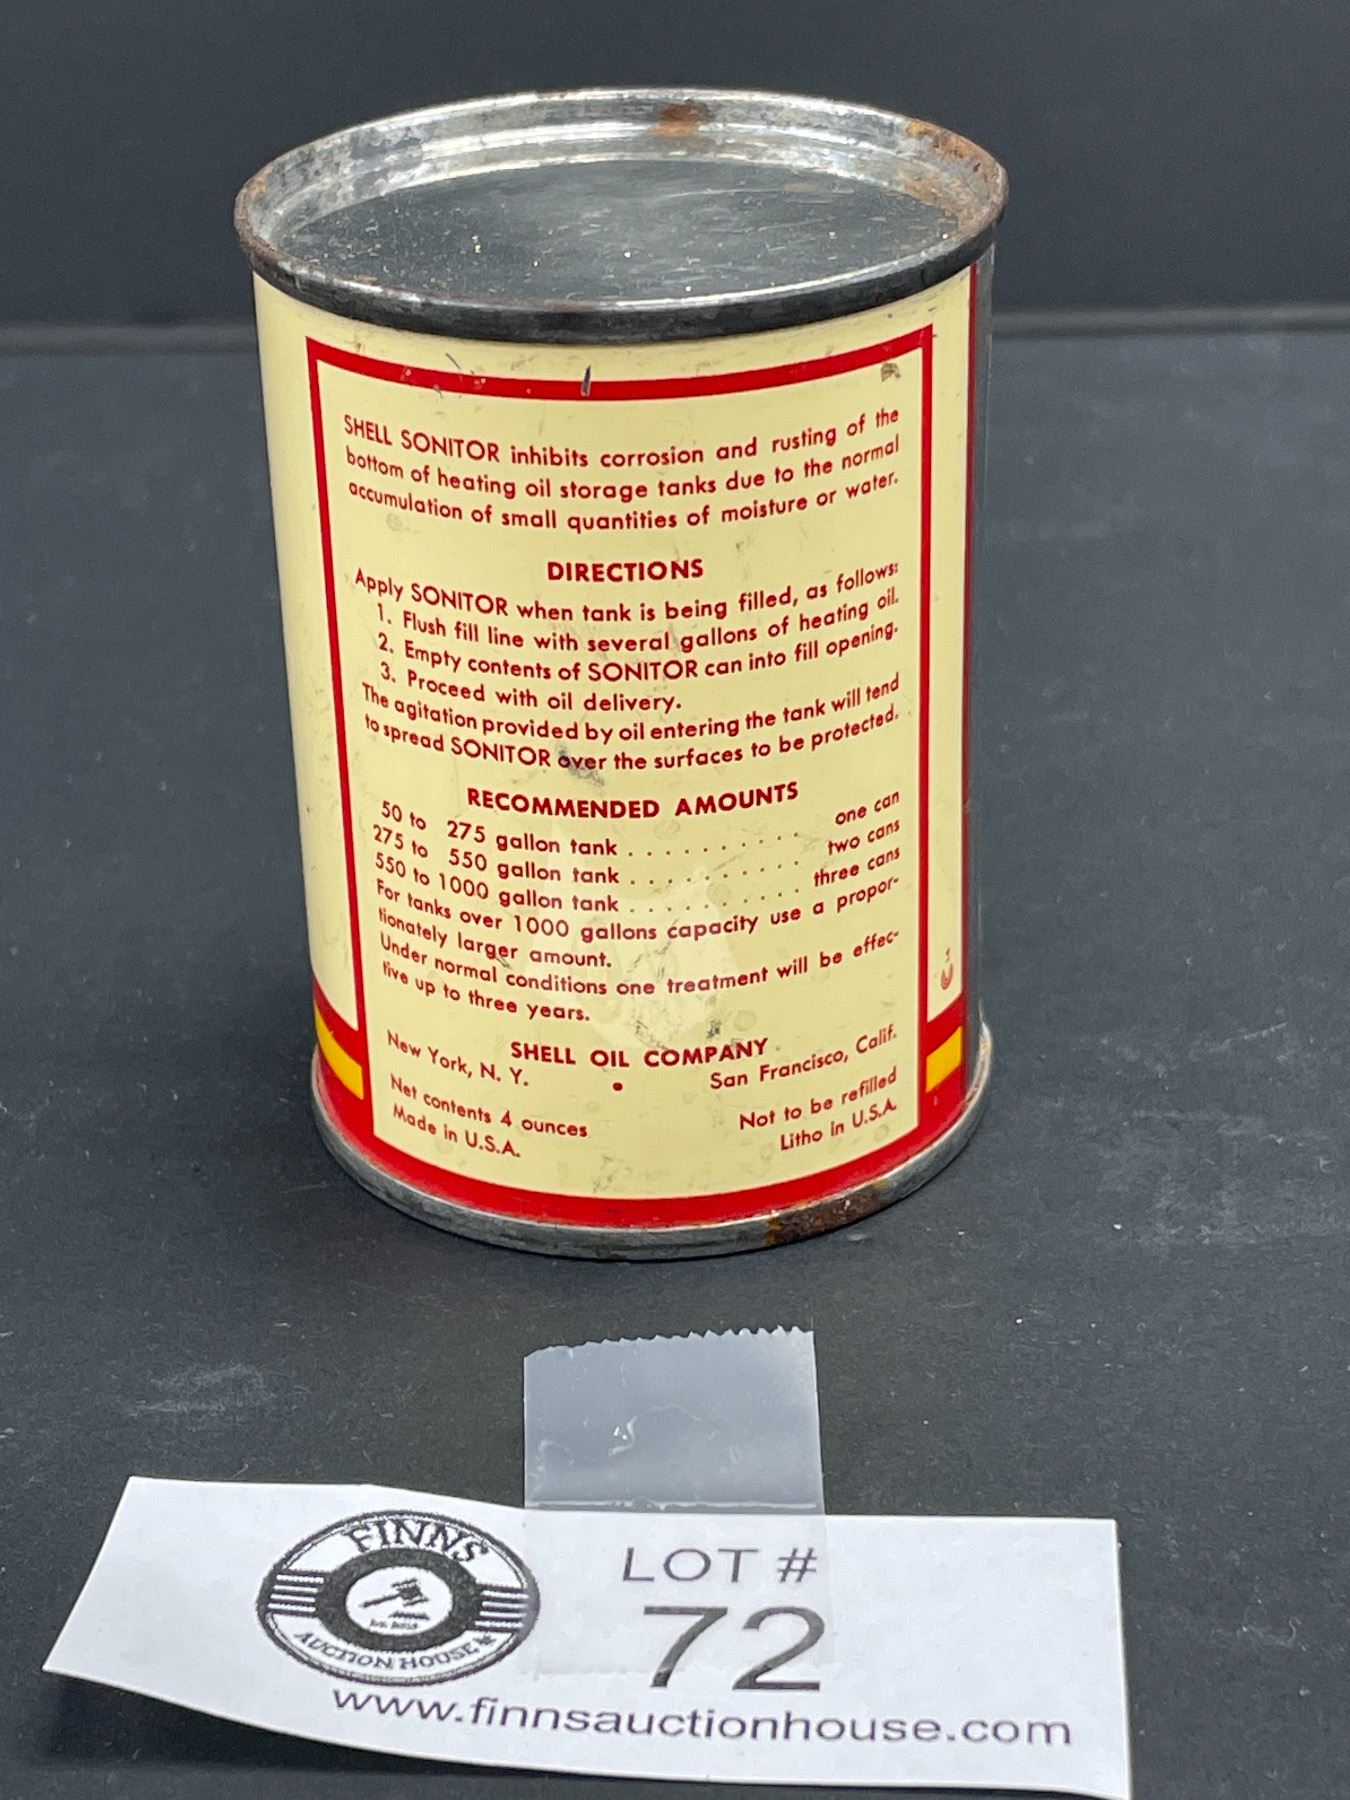 SHELL SONITOR inhibits corrosion and rusting of the
bottom of heating oil storage tanks due to the normal
accumulation of small quantities of moisture or water.
DIRECTIONS
Apply SONITOR when tank is being filled, as follows:
1. Flush fill line with several gallons of heating oil.
2. Empty contents of SONITOR can into fill opening.
3. Proceed with oil delivery.
The agitation provided by oil entering the tank will tend
to spread SONITOR over the surfaces to be protected.
RECOMMENDED AMOUNTS
50 to 275 gallon tank . . . . . . . . . . one can
275 to 550 gallon tank . . . . . . . . . . two cans
550 to 1000 gallon tank . . . . . . . . . . three cans
For tanks over 1000 gallons capacity use a propor-
tionately larger amount.
Under normal conditions one treatment will be effec-
tive up to three years.
SHELL OIL COMPANY
New York, N. Y. • San Francisco, Calif.
Net contents 4 ounces Not to be refilled
Made in U.S.A. Litho in U.S.A.
FINNS
AUCTION HOUSE
LOT #
72
www.finnsauctionhouse.com